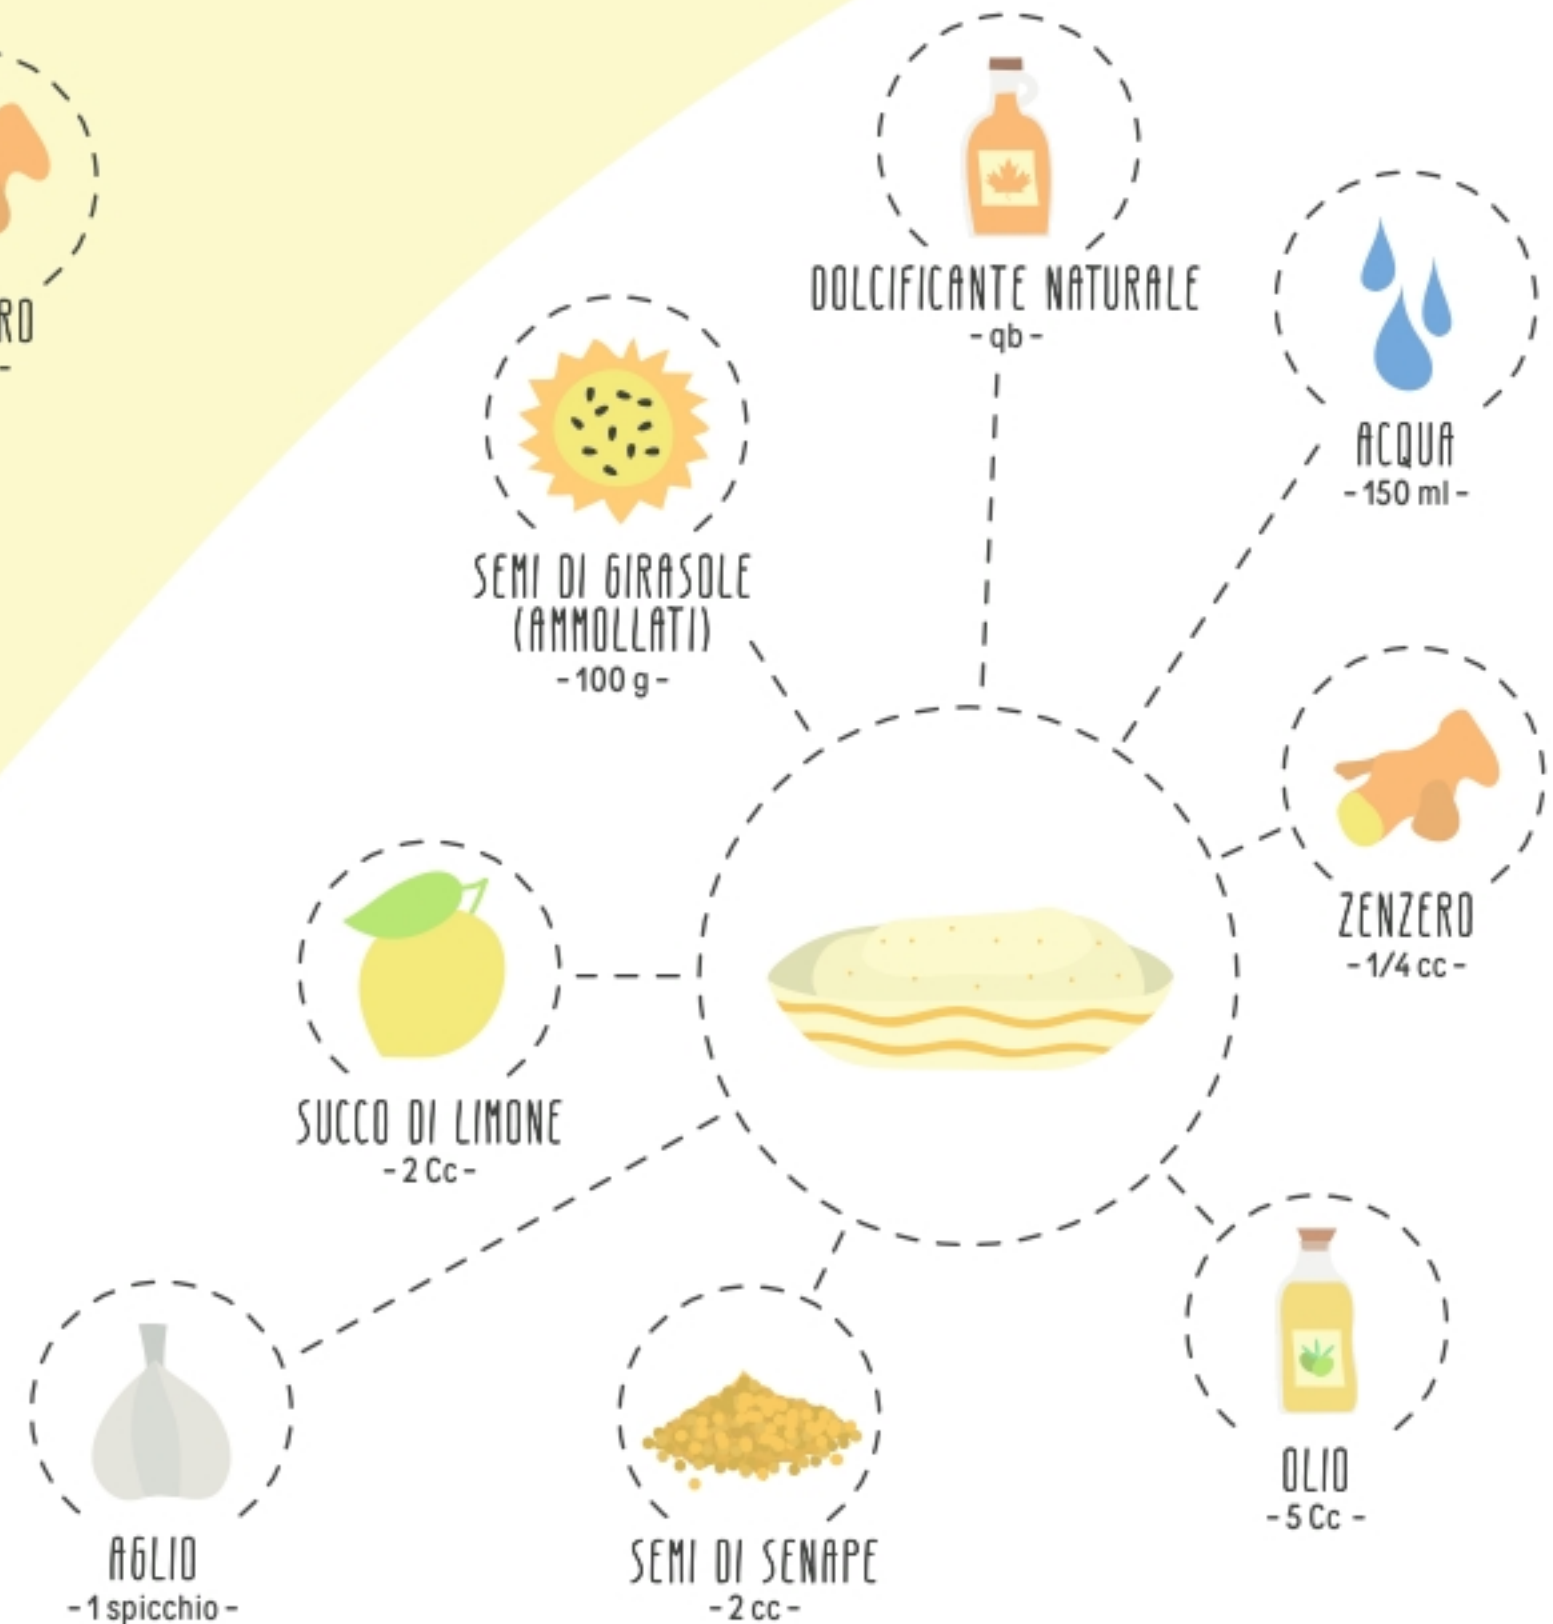 RO
-
DOLCIFICANTE NATURALE
- qb -
ACQUA
- 150 ml -
SEMI DI GIRASOLE
(AMMOLLATI)
- 100 g -
ZENZERO
- 1/4 cc -
SUCCO DI LIMONE
- 2 Cc -
OLIO
- 5 Cc -
AGLIO
- 1 spicchio -
SEMI DI SENAPE
- 2 cc -